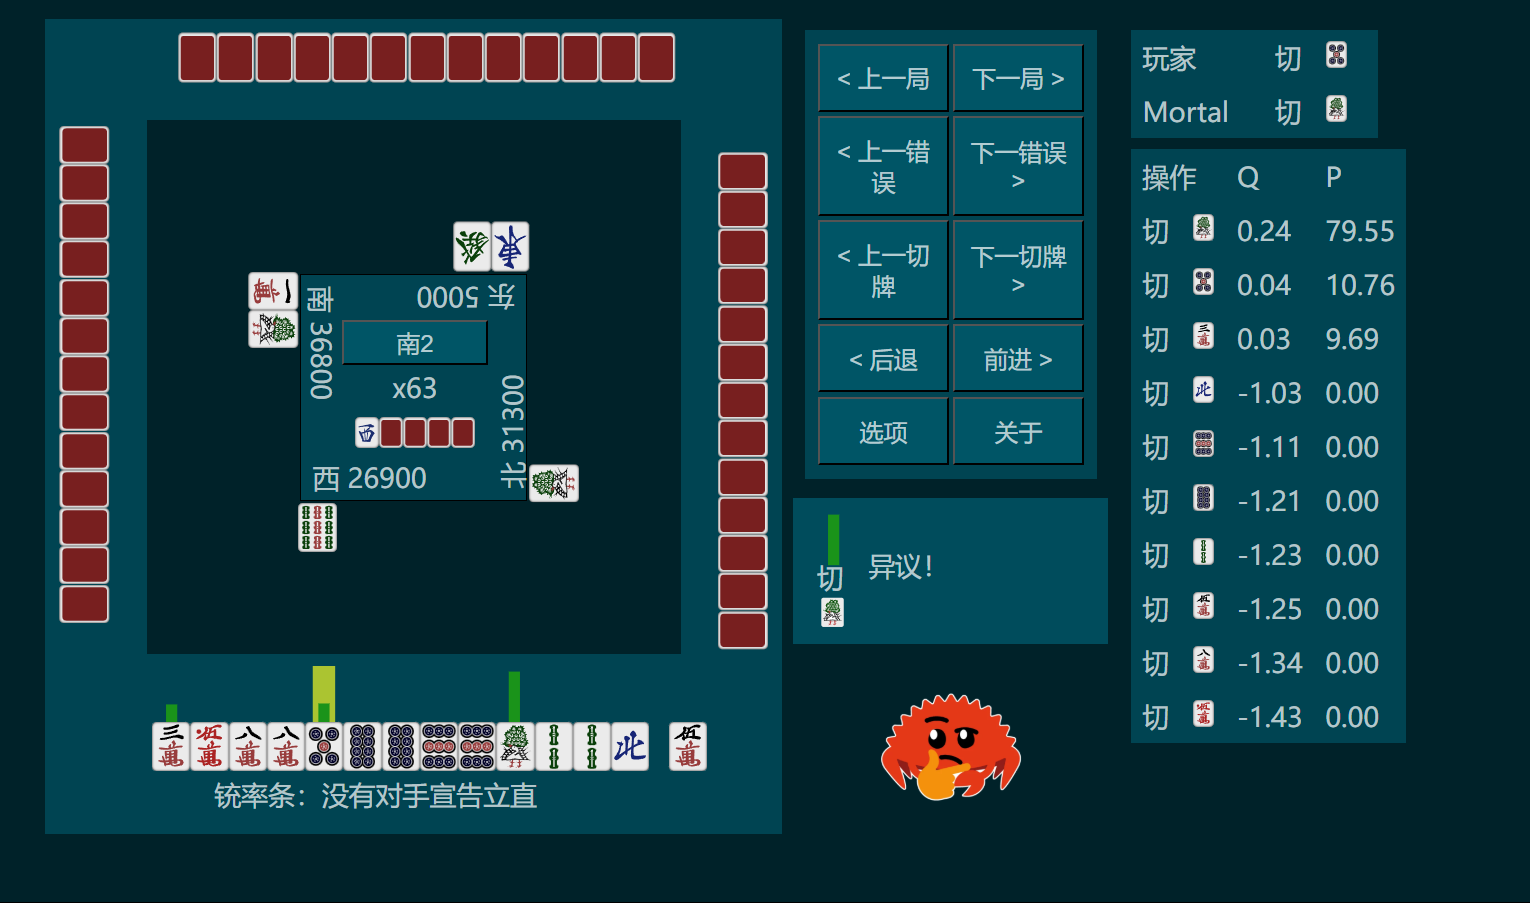 东 5000
南 36800
南2
x63
北 31300
西 26900
铳率条：没有对手宣告立直
< 上一局
下一局 >
< 上一错误
下一错误 >
< 上一切牌
下一切牌 >
< 后退
前进 >
选项
关于
切
异议！
玩家 切
Mortal 切
操作 Q P
切 0.24 79.55
切 0.04 10.76
切 0.03 9.69
切 -1.03 0.00
切 -1.11 0.00
切 -1.21 0.00
切 -1.23 0.00
切 -1.25 0.00
切 -1.34 0.00
切 -1.43 0.00